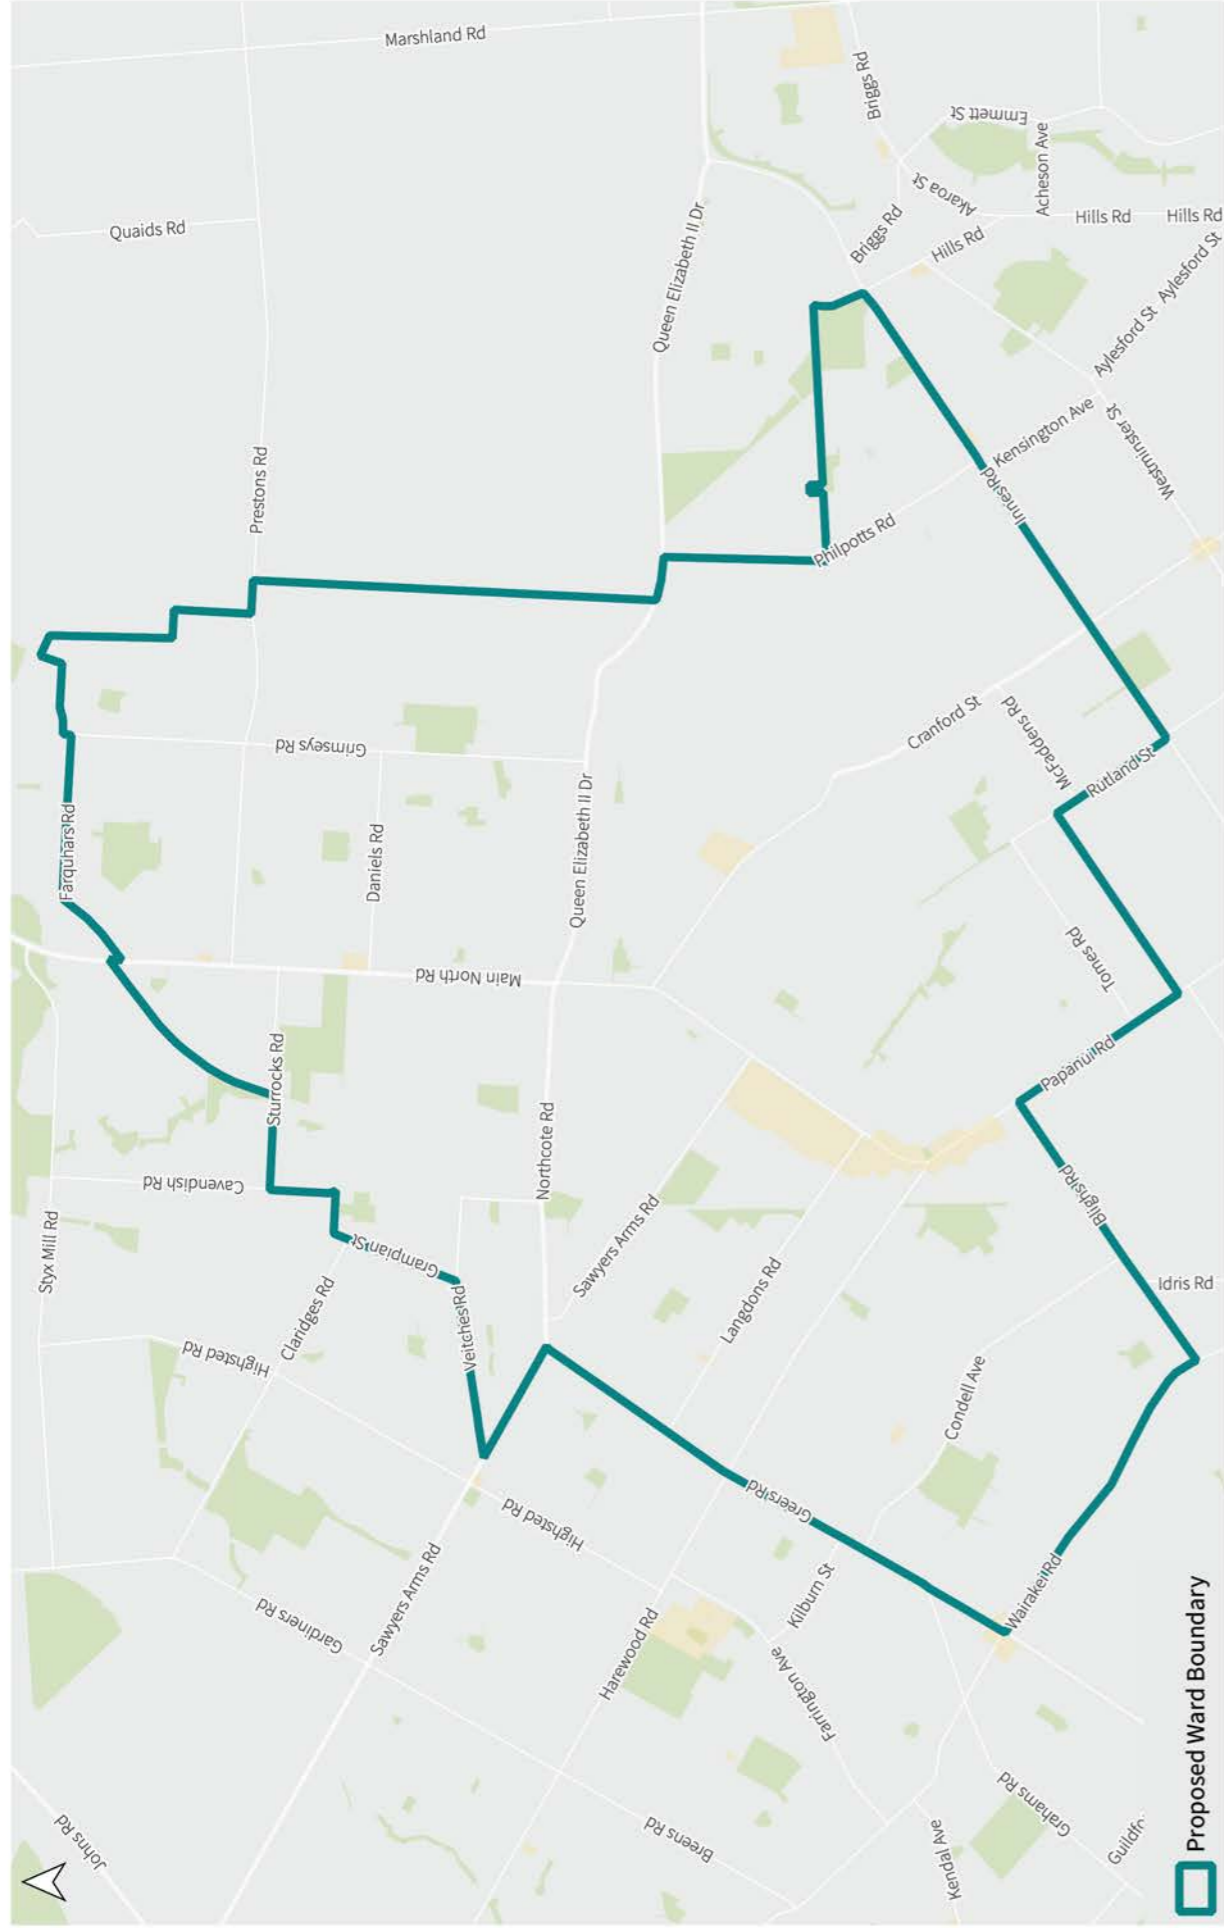 Marshland Rd
Briggs Rd
Emmett St
Acheson Ave
Akaroa St
Quaids Rd
Hills Rd
Hills Rd
Briggs Rd
Hills Rd
Queen Elizabeth II Dr
Aylesford St
Aylesford St
Prestons Rd
Kensington Ave
Westminster St
Innes Rd
Philpotts Rd
Cranford St
McFaddens Rd
Grimseys Rd
Rutland St
Farquhars Rd
Daniels Rd
Queen Elizabeth II Dr
Main North Rd
Tomes Rd
Papanui Rd
Sturrocks Rd
Cavendish Rd
Northcote Rd
Blighs Rd
Styx Mill Rd
Grampian St
Sawyers Arms Rd
Idris Rd
Claridges Rd
Langdons Rd
Highsted Rd
Veitches Rd
Condell Ave
Greers Rd
Highsted Rd
Sawyers Arms Rd
Gardiners Rd
Kilburn St
Wairakei Rd
Harewood Rd
Farrington Ave
Johns Rd
Breens Rd
Grahams Rd
Kendal Ave
Guildfo
Proposed Ward Boundary